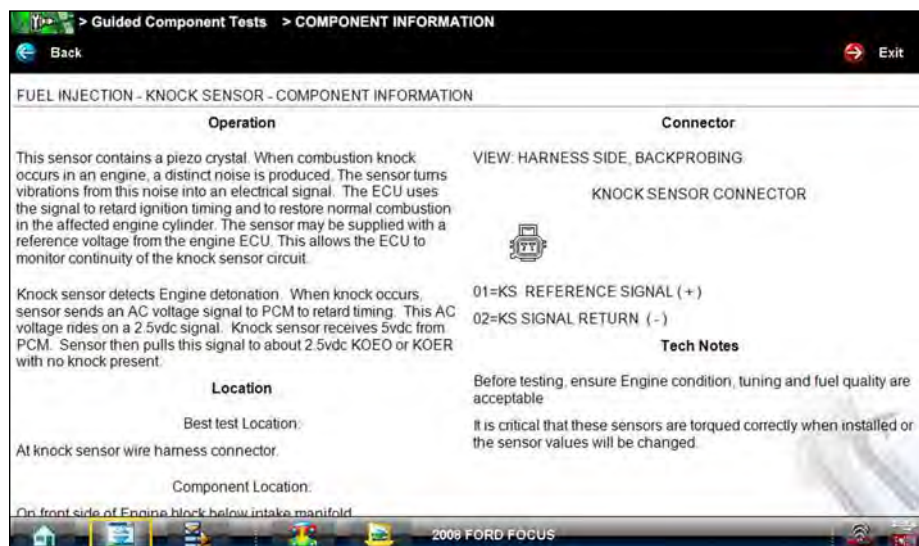 > Guided Component Tests > COMPONENT INFORMATION
Back
Exit
FUEL INJECTION - KNOCK SENSOR - COMPONENT INFORMATION
Operation
This sensor contains a piezo crystal. When combustion knock
occurs in an engine, a distinct noise is produced. The sensor turns
vibrations from this noise into an electrical signal. The ECU uses
the signal to retard ignition timing and to restore normal combustion
in the affected engine cylinder. The sensor may be supplied with a
reference voltage from the engine ECU. This allows the ECU to
monitor continuity of the knock sensor circuit.
Knock sensor detects Engine detonation. When knock occurs,
sensor sends an AC voltage signal to PCM to retard timing. This AC
voltage rides on a 2.5vdc signal. Knock sensor receives 5vdc from
PCM. Sensor then pulls this signal to about 2.5vdc KOEO or KOER
with no knock present.
Location
Best test Location:
At knock sensor wire harness connector.
Component Location:
On front side of Engine block below intake manifold
Connector
VIEW: HARNESS SIDE, BACKPROBING
KNOCK SENSOR CONNECTOR
01=KS REFERENCE SIGNAL (+)
02=KS SIGNAL RETURN (-)
Tech Notes
Before testing, ensure Engine condition, tuning and fuel quality are
acceptable
It is critical that these sensors are torqued correctly when installed or
the sensor values will be changed.
2008 FORD FOCUS